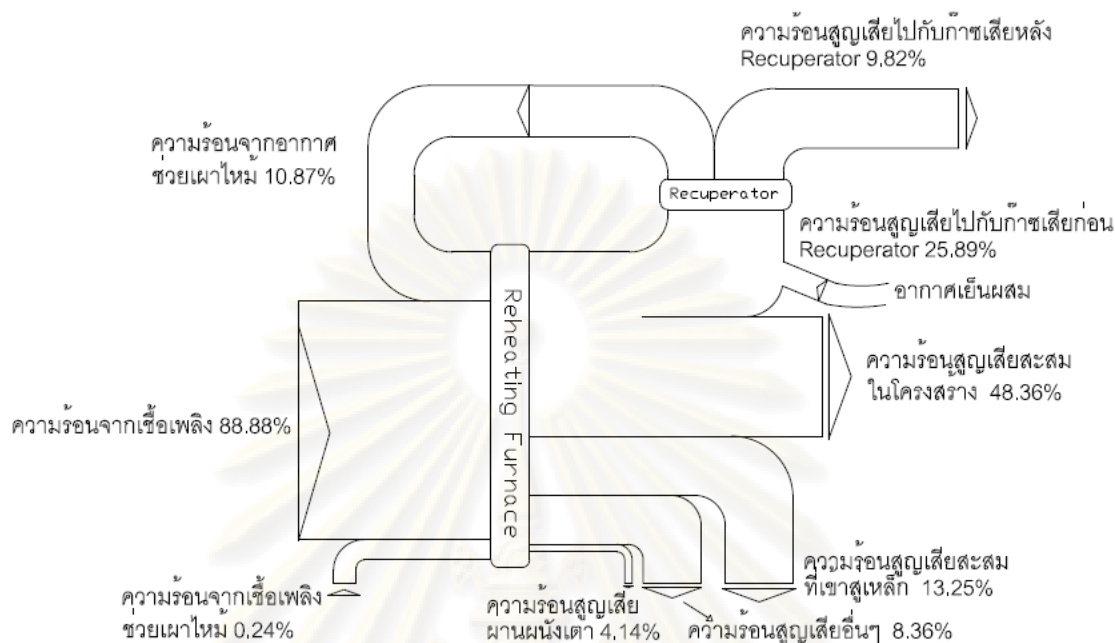 ความร้อนสูญเสียไปกับก๊าซเสียหลัง
Recuperator 9.82%
ความร้อนจากอากาศ
ช่วยเผาไหม้ 10.87%
Recuperator
ความร้อนสูญเสียไปกับก๊าซเสียก่อน
Recuperator 25.89%
อากาศเย็นผสม
Reheating Furnace
ความร้อนสูญเสียสะสม
ในโครงสร้าง 48.36%
ความร้อนจากเชื้อเพลิง 88.88%
ความร้อนจากเชื้อเพลิง
ช่วยเผาไหม้ 0.24%
ความร้อนสูญเสีย
ผานผนังเตา 4.14%
ความร้อนสูญเสียอื่นๆ 8.36%
ความร้อนสูญเสียสะสม
ที่เข้าสู่เหล็ก 13.25%